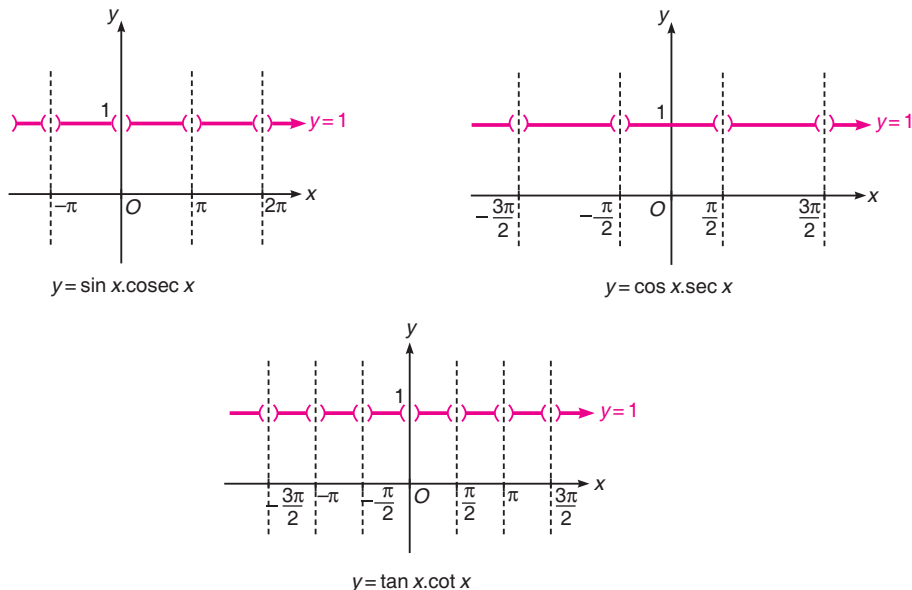 y
1
y = 1
x
–π O π 2π
y = sin x.cosec x
y
1
y = 1
x
O
-3π/2 -π/2 π/2 3π/2
y = cos x.sec x
y
1
y = 1
x
-3π/2 –π -π/2 O π/2 π 3π/2
y = tan x.cot x